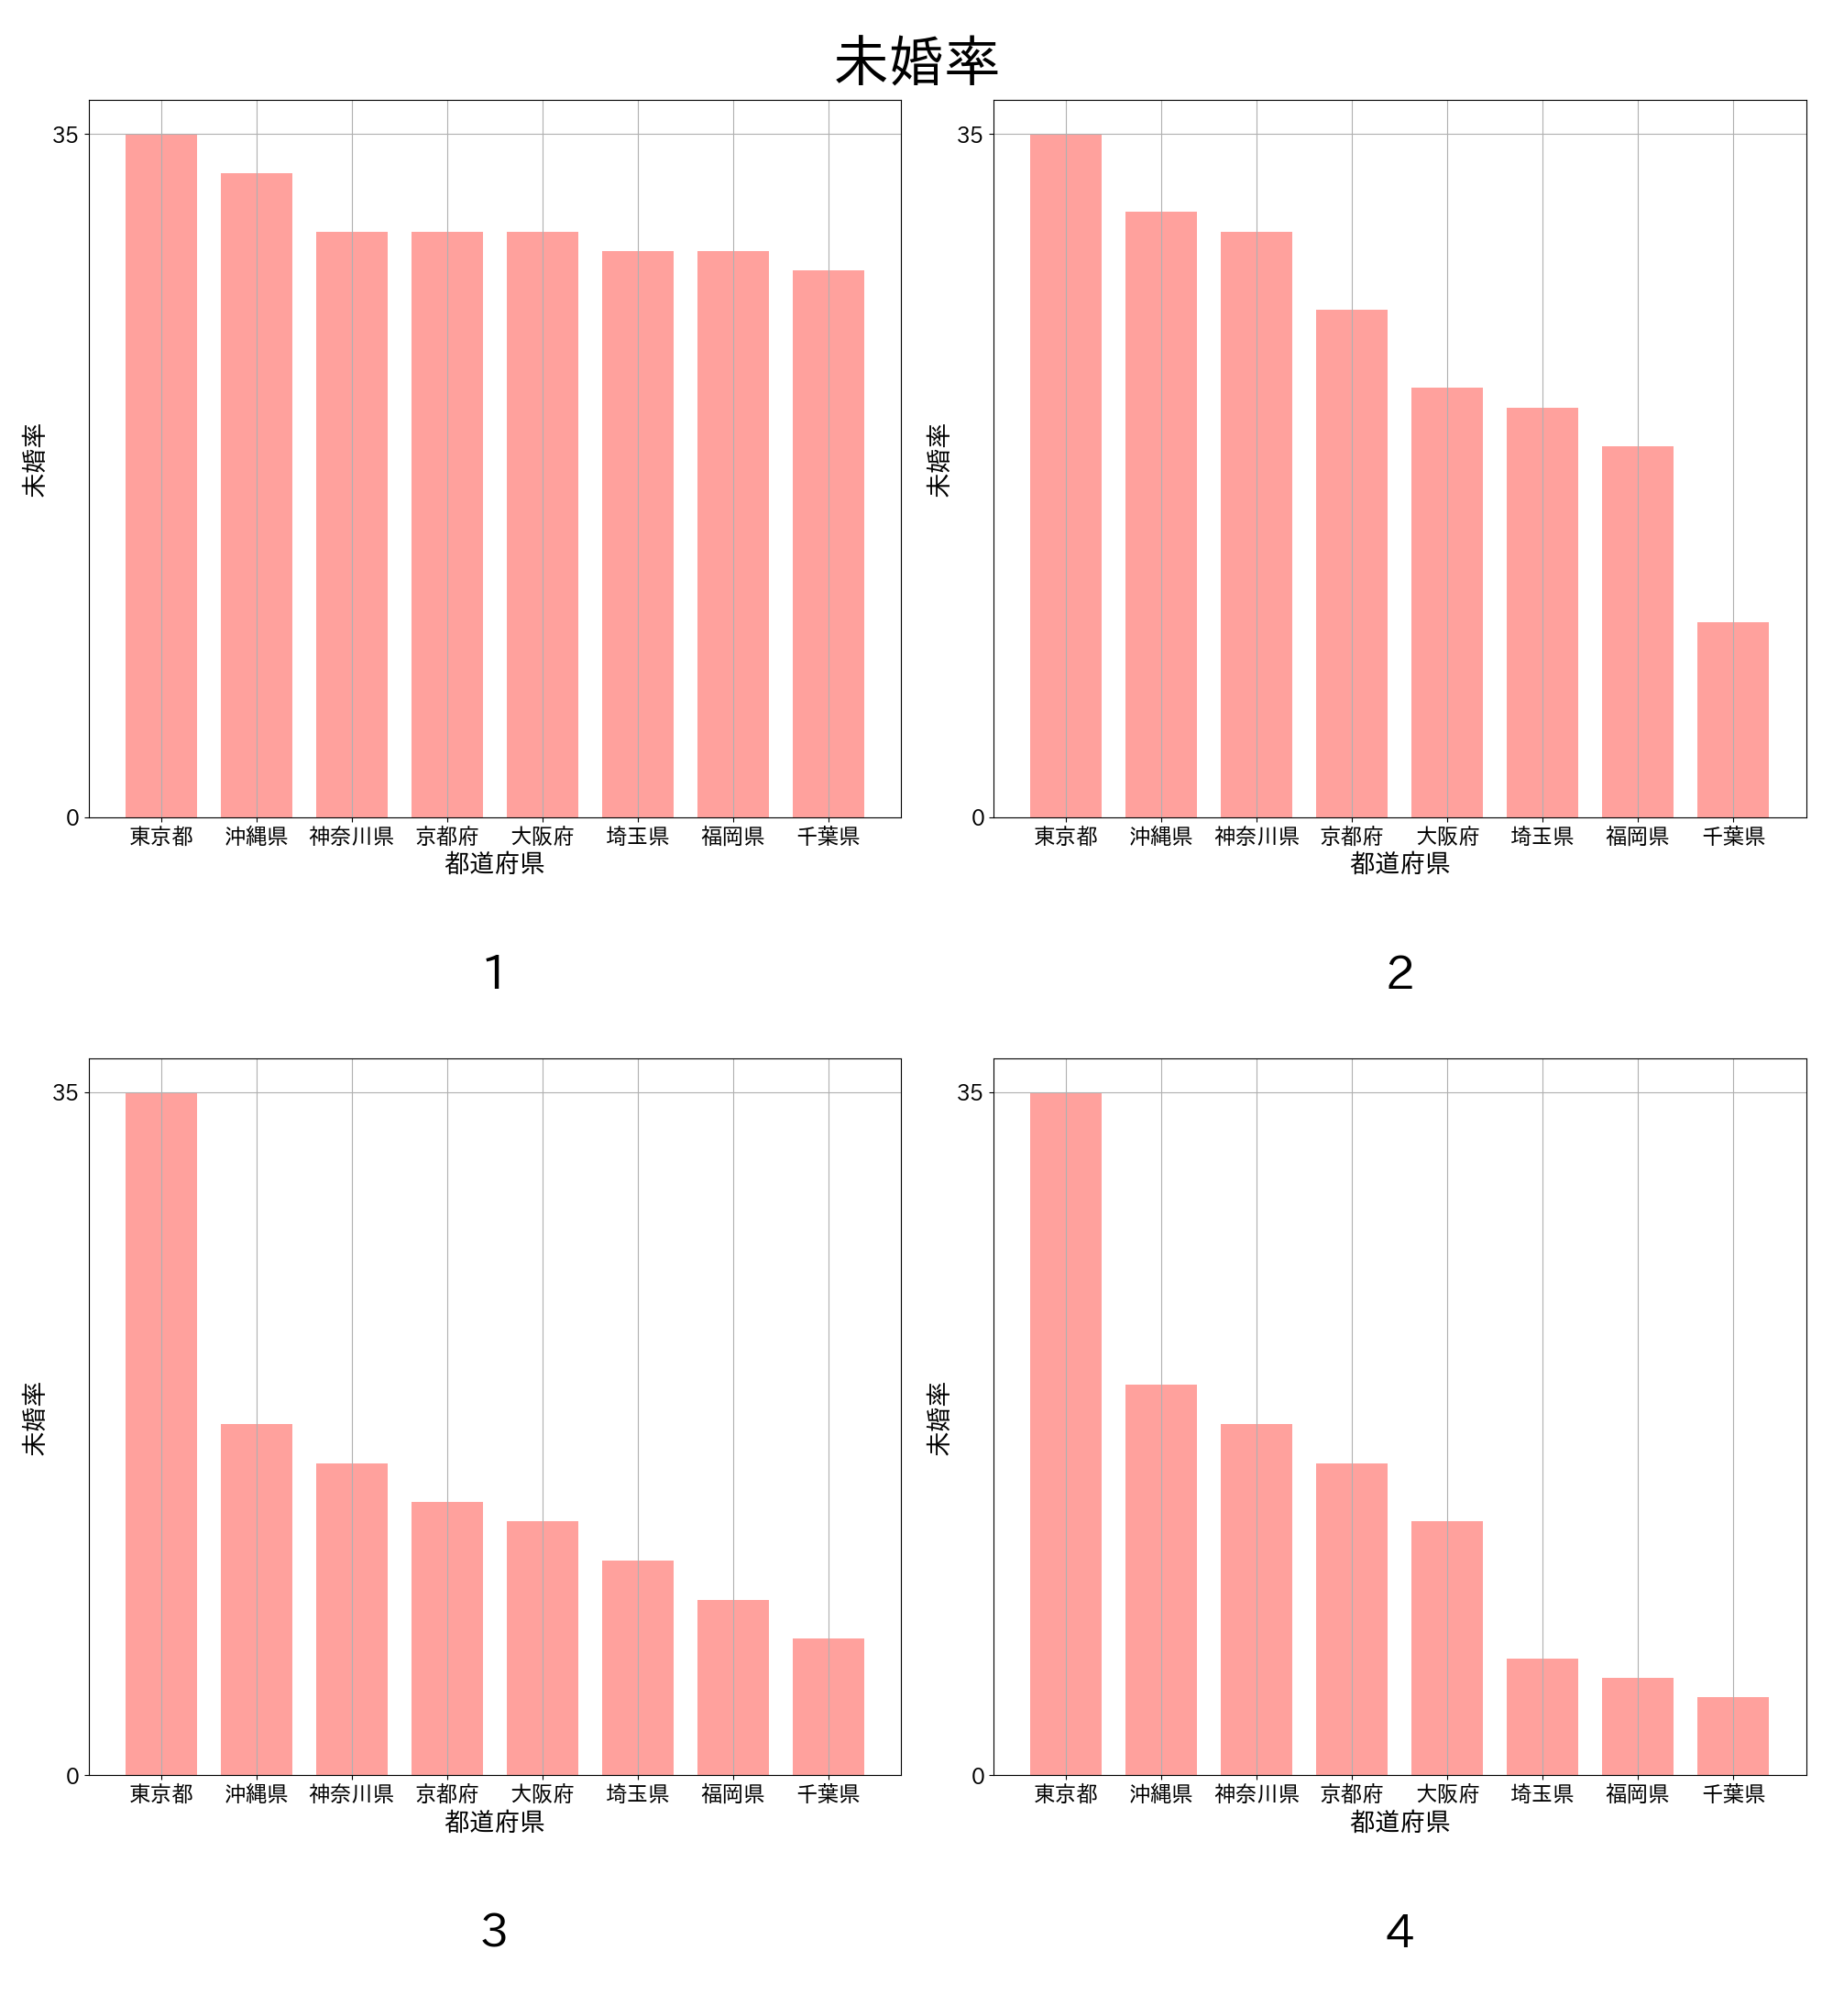 未婚率
35
0
未婚率
東京都 沖縄県 神奈川県 京都府 大阪府 埼玉県 福岡県 千葉県
都道府県
1
35
0
未婚率
東京都 沖縄県 神奈川県 京都府 大阪府 埼玉県 福岡県 千葉県
都道府県
2
35
0
未婚率
東京都 沖縄県 神奈川県 京都府 大阪府 埼玉県 福岡県 千葉県
都道府県
3
35
0
未婚率
東京都 沖縄県 神奈川県 京都府 大阪府 埼玉県 福岡県 千葉県
都道府県
4